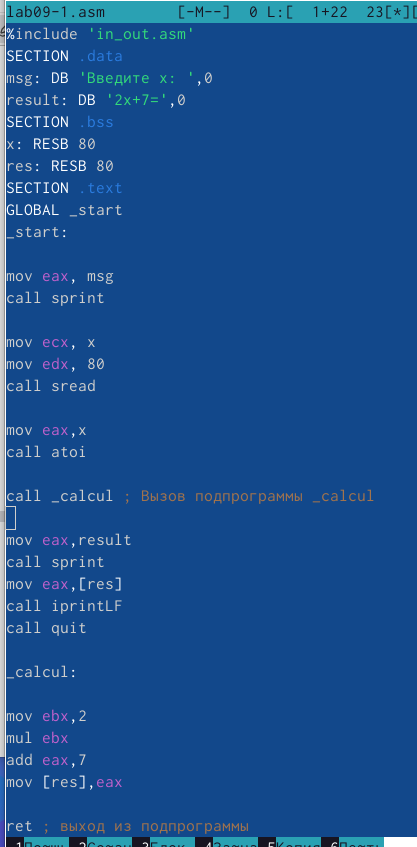 lab09-1.asm [-M--] 0 L:[ 1+22 23[*][
%include 'in_out.asm'
SECTION .data
msg: DB 'Введите x: ',0
result: DB '2x+7=',0
SECTION .bss
x: RESB 80
res: RESB 80
SECTION .text
GLOBAL _start
_start:
mov eax, msg
call sprint
mov ecx, x
mov edx, 80
call sread
mov eax,x
call atoi
call _calcul ; Вызов подпрограммы _calcul
mov eax,result
call sprint
mov eax,[res]
call iprintLF
call quit
_calcul:
mov ebx,2
mul ebx
add eax,7
mov [res],eax
ret ; выход из подпрограммы